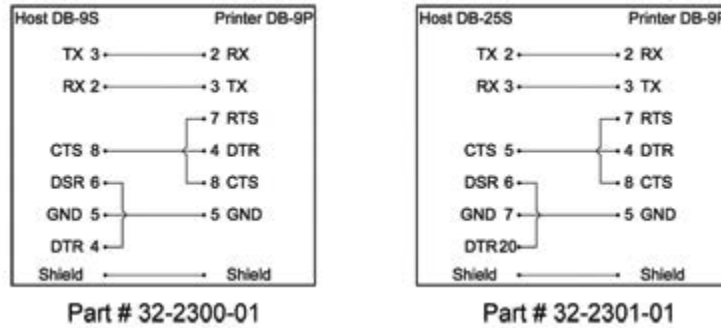 Host DB-9S Printer DB-9P
TX 3 2 RX
RX 2 3 TX
7 RTS
CTS 8 4 DTR
DSR 6 8 CTS
GND 5 5 GND
DTR 4
Shield Shield
Part # 32-2300-01
Host DB-25S Printer DB-9P
TX 2 2 RX
RX 3 3 TX
7 RTS
CTS 5 4 DTR
DSR 6 8 CTS
GND 7 5 GND
DTR20
Shield Shield
Part # 32-2301-01